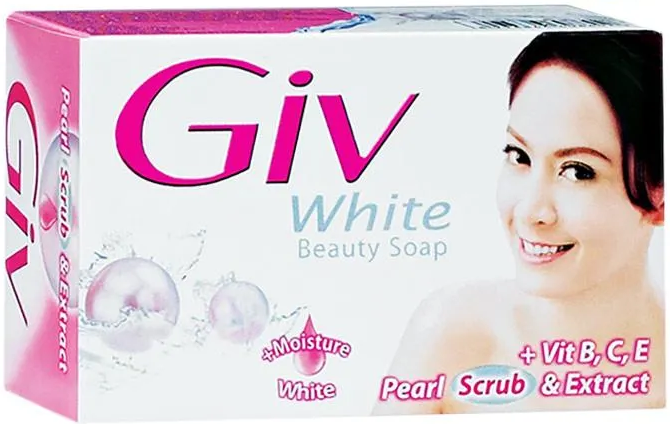 Giv
White
Beauty Soap
+Moisture
White
+ Vit B, C, E
Pearl Scrub & Extract
Giv
Pearl Scrub & Extract